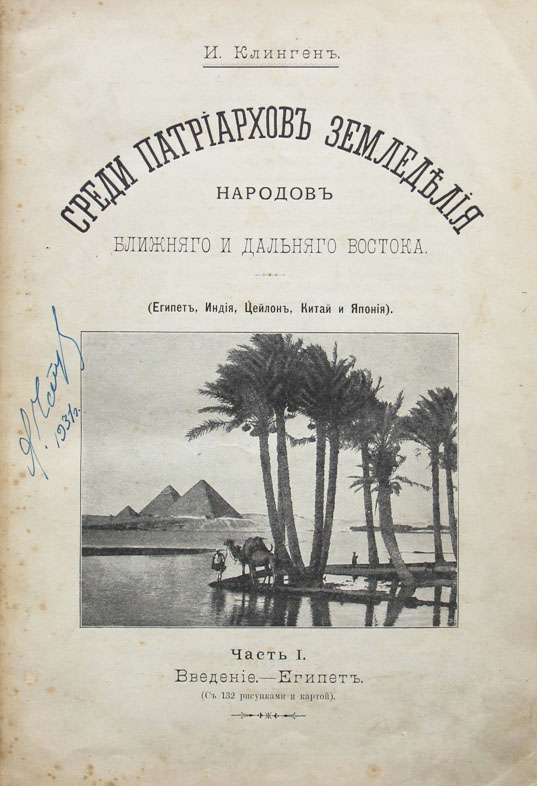 И. Клингенъ.
СРЕДИ ПАТРІАРХОВЪ ЗЕМЛЕДѢЛІЯ
НАРОДОВЪ
БЛИЖНЯГО И ДАЛЬНЯГО ВОСТОКА.
(Египетъ, Индія, Цейлонъ, Китай и Японія).
1931г.
Часть I.
Введеніе.—Египетъ.
(Съ 132 рисунками и картой).